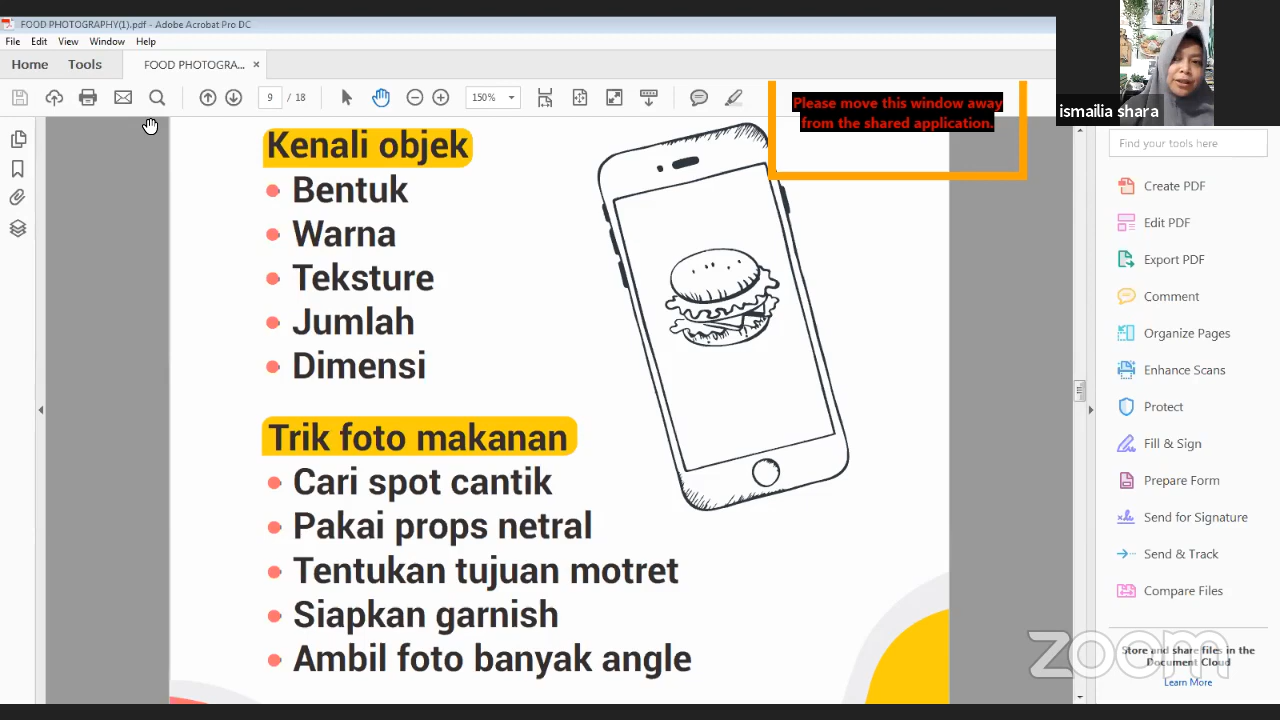 FOOD PHOTOGRAPHY(1).pdf - Adobe Acrobat Pro DC
File Edit View Window Help
Home Tools FOOD PHOTOGRA... ×
9 / 18 150%
Please move this window away
from the shared application.
ismailia shara
Kenali objek
• Bentuk
• Warna
• Teksture
• Jumlah
• Dimensi
Trik foto makanan
• Cari spot cantik
• Pakai props netral
• Tentukan tujuan motret
• Siapkan garnish
• Ambil foto banyak angle
Find your tools here
Create PDF
Edit PDF
Export PDF
Comment
Organize Pages
Enhance Scans
Protect
Fill & Sign
Prepare Form
Send for Signature
Send & Track
Compare Files
Store and share files in the
Document Cloud
Learn More
zoom